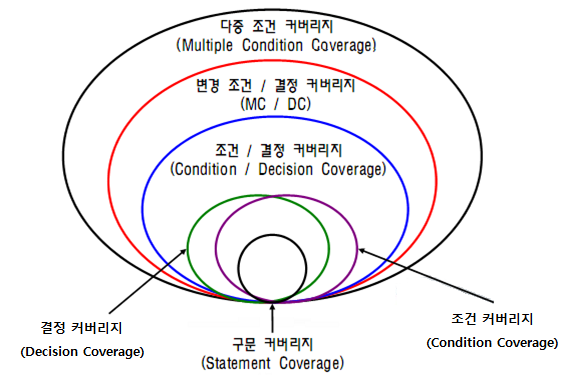 다중 조건 커버리지
(Multiple Condition Coverage)
변경 조건 / 결정 커버리지
(MC / DC)
조건 / 결정 커버리지
(Condition / Decision Coverage)
결정 커버리지
(Decision Coverage)
구문 커버리지
(Statement Coverage)
조건 커버리지
(Condition Coverage)